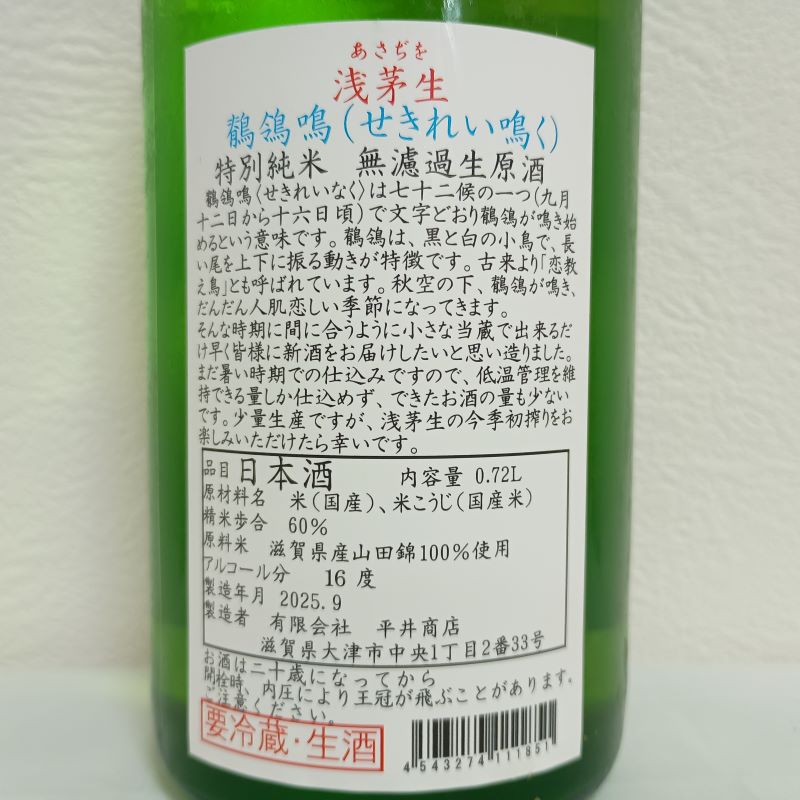 あさぢを
浅茅生
鶺鴒鳴(せきれい鳴く)
特別純米 無濾過生原酒
鶺鴒鳴〈せきれいなく〉は七十二候の一つ(九月
十二日から十六日頃)で文字どおり鶺鴒が鳴き始
めるという意味です。鶺鴒は、黒と白の小鳥で、長
い尾を上下に振る動きが特徴です。古来より「恋教
え鳥」とも呼ばれています。秋空の下、鶺鴒が鳴き、
だんだん人肌恋しい季節になってきます。
そんな時期に間に合うように小さな当蔵で出来るだ
け早く皆様に新酒をお届けしたいと思い造りました。
まだ暑い時期での仕込みですので、低温管理を維
持できる量しか仕込めず、できたお酒の量も少ない
です。少量生産ですが、浅茅生の今季初搾りをお
楽しみいただけたら幸いです。
品目 日本酒 内容量 0.72L
原材料名 米(国産)、米こうじ(国産米)
精米歩合 60%
原料米 滋賀県産山田錦100%使用
アルコール分 16度
製造年月 2025.9
製造者 有限会社 平井商店
滋賀県大津市中央1丁目2番33号
お酒は二十歳になってから
開栓時、内圧により王冠が飛ぶことがあります。
ご注意ください。
要冷蔵・生酒
4543274111851